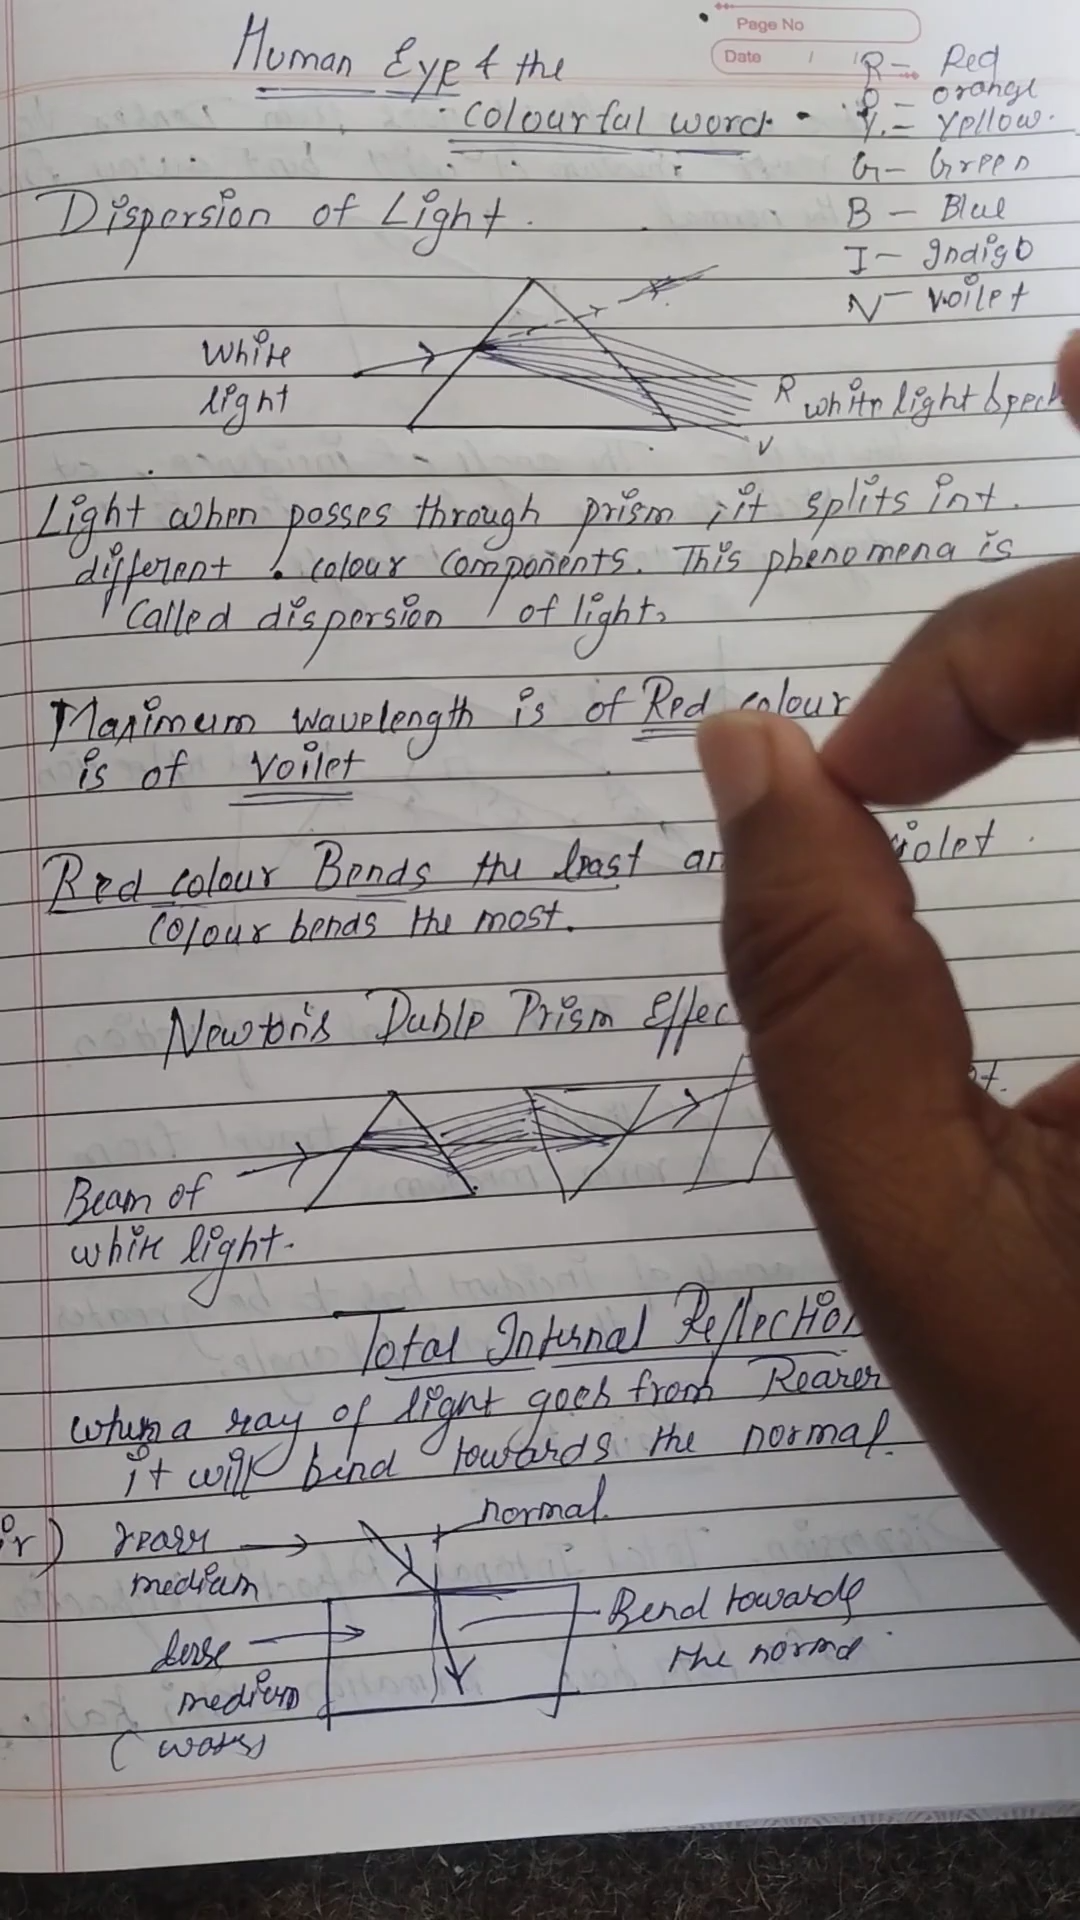 Page No
Date / /
Human Eye & the
colourful word
R - Red
O - orange
Y - Yellow.
G - Green
B - Blue
I - Indigo
V - Voilet
Dispersion of Light.
White
light
R
white light Spect
V
Light when posses through prism, it splits int.
different colour components. This phenomena is
called dispersion of light.
Maximum wavelength is of Red colour
is of Voilet
Red colour Bends the least an
violet.
colour bends the most.
Newton's Duble Prism Effec
Beam of
white light.
Total Internal Reflection
when a ray of light goes from Rearer
it will bend towards the normal.
normal.
ir) rearer
medium
dense
medium
(water)
Bend towards
the normal